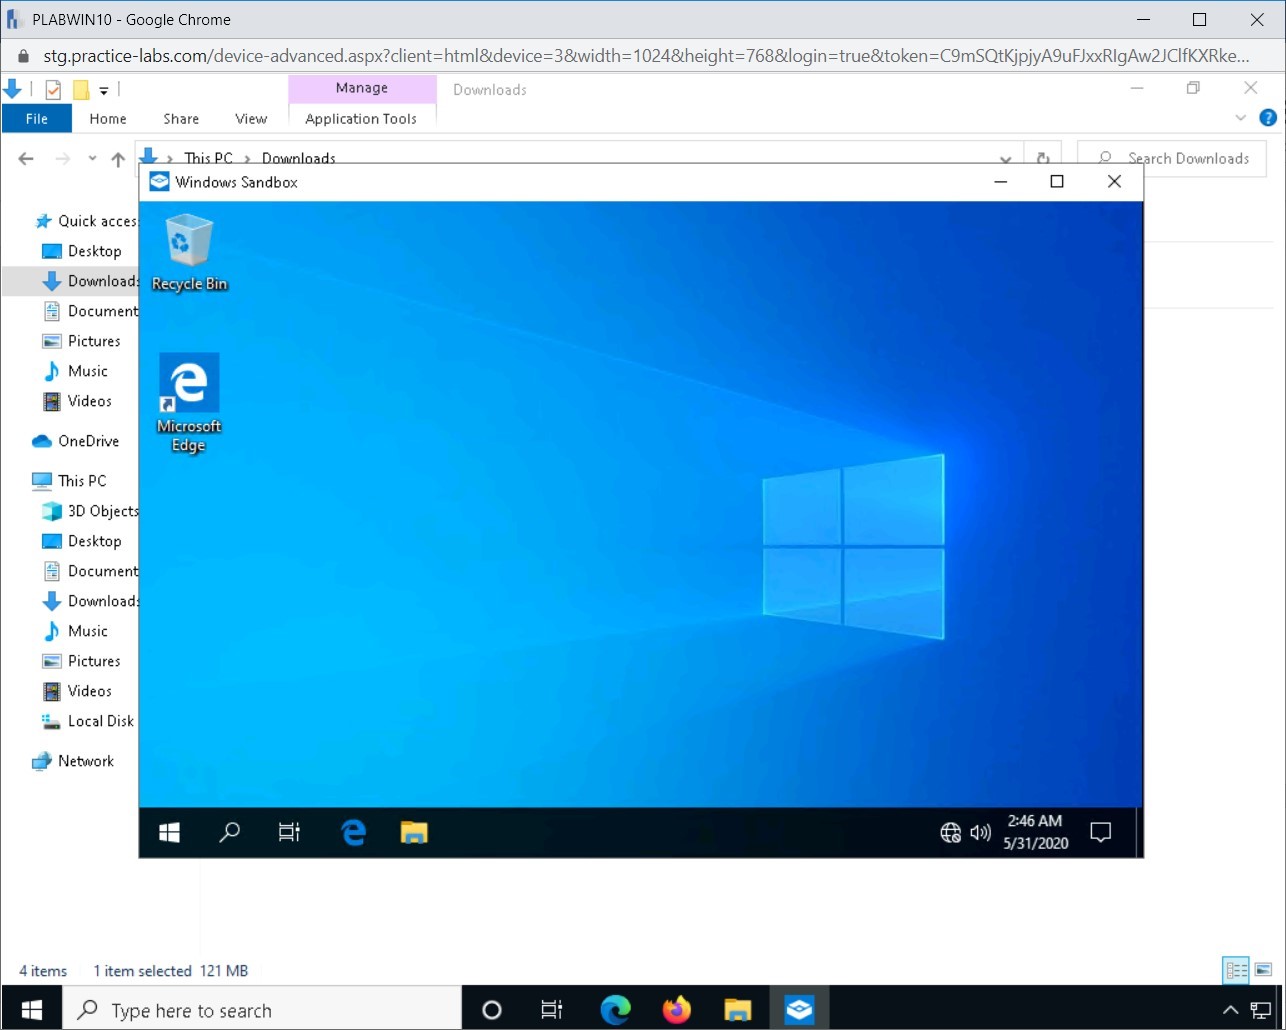 PLABWIN10 - Google Chrome
stg.practice-labs.com/device-advanced.aspx?client=html&device=3&width=1024&height=768&login=true&token=C9mSQtKjpjyA9uFJxxRIgAw2JClfKXRke...
Manage
Downloads
File
Home
Share
View
Application Tools
?
This PC
Downloads
Search Downloads
Windows Sandbox
Quick acces
Desktop
Downloads
Document
Pictures
Music
Videos
OneDrive
This PC
3D Objects
Desktop
Document
Downloads
Music
Pictures
Videos
Local Disk
Network
Recycle Bin
Microsoft
Edge
2:46 AM
5/31/2020
4 items
1 item selected 121 MB
Type here to search